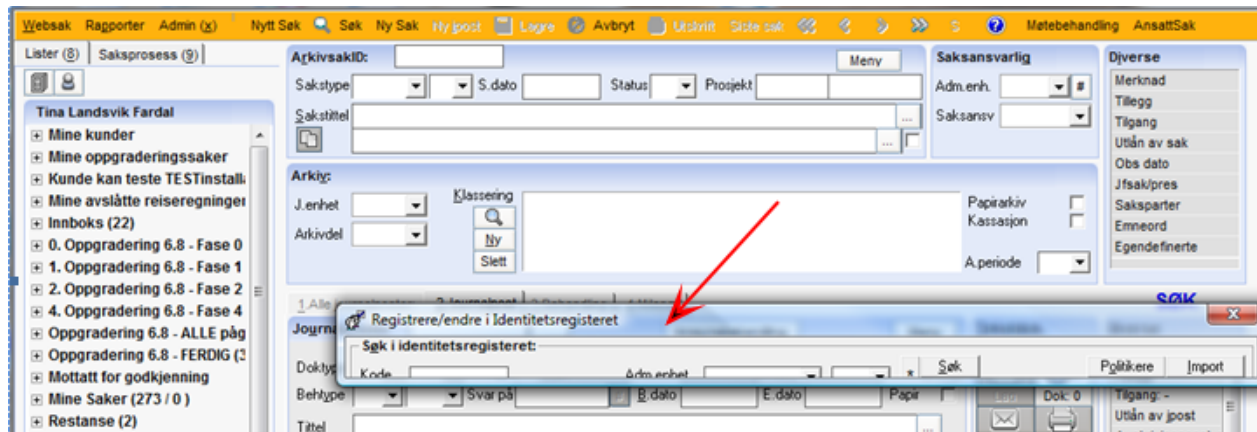 Websak Rapporter Admin (x) Nytt Søk Søk Ny Sak Ny jpost Lagre Avbryt Utskrift Siste sak S Møtebehandling AnsattSak
Lister (8) Saksprosess (9)
Tina Landsvik Fardal
Mine kunder
Mine oppgraderingssaker
Kunde kan teste TESTinstall
Mine avslåtte reiseregninger
Innboks (22)
0. Oppgradering 6.8 - Fase 0
1. Oppgradering 6.8 - Fase 1
2. Oppgradering 6.8 - Fase 2
4. Oppgradering 6.8 - Fase 4
Oppgradering 6.8 - ALLE påg
Oppgradering 6.8 - FERDIG (3
Mottatt for godkjenning
Mine Saker (273 / 0 )
Restanse (2)
ArkivsakID: Meny
Sakstype S.dato Status Prosjekt
Sakstittel ...
...
Saksansvarlig
Adm.enh. #
Saksansv
Diverse
Merknad
Tillegg
Tilgang
Utlån av sak
Obs dato
Jfsak/pres
Saksparter
Emneord
Egendefinerte
Arkiv:
J.enhet Klassering Papirarkiv
Arkivdel Ny Kassasjon
Slett A.periode
1.Alle 2.Journalpost SØK
Registrere/endre i Identitetsregisteret X
Søk i identitetsregisteret:
Kode Adm.enhet * Søk Politikere Import
Journa
Dokty
Behtype Svar på B.dato E.dato Papir Dok: 0 Tilgang: -
Utlån av jpost
Tittel ...